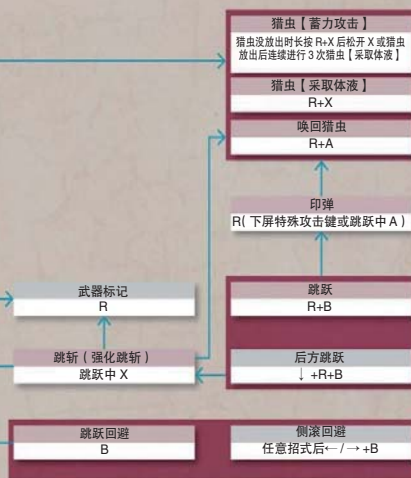 猎虫【蓄力攻击】
猎虫没放出时长按 R+X 后松开 X 或猎虫
放出后连续进行 3 次猎虫【采取体液】
猎虫【采取体液】
R+X
唤回猎虫
R+A
印弹
R( 下屏特殊攻击键或跳跃中 A )
武器标记
R
跳跃
R+B
跳斩（强化跳斩）
跳跃中 X
后方跳跃
↓ +R+B
跳跃回避
B
侧滚回避
任意招式后← / → +B